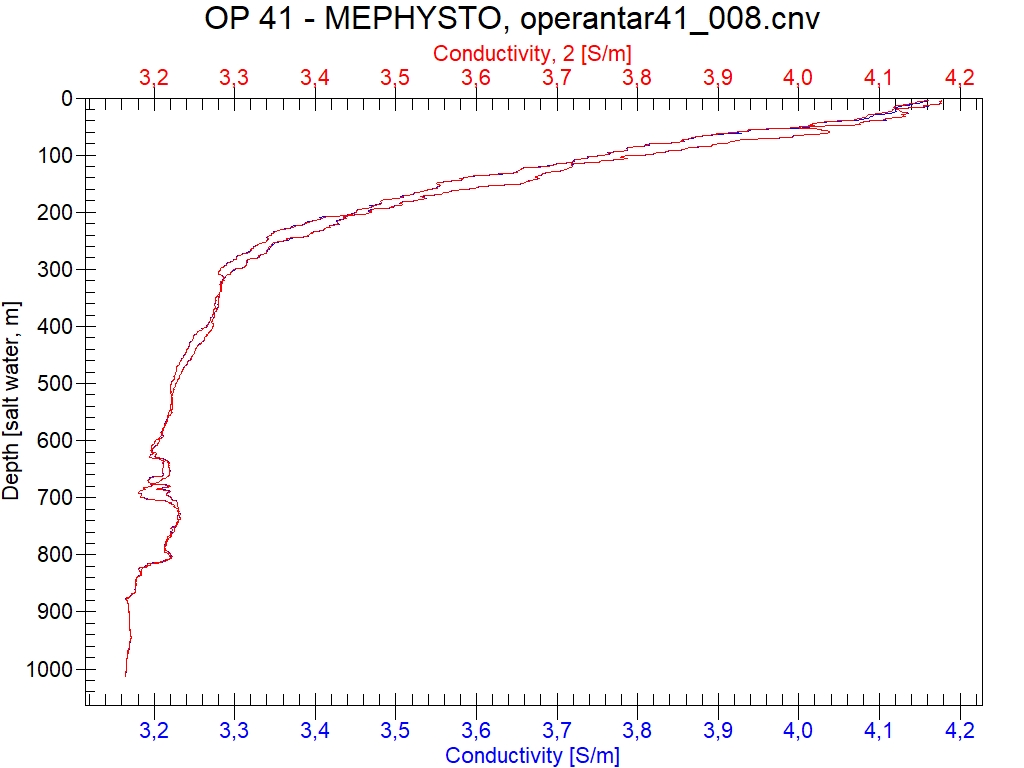 OP 41 - MEPHYSTO, operantar41_008.cnv
Conductivity, 2 [S/m]
3,2 3,3 3,4 3,5 3,6 3,7 3,8 3,9 4,0 4,1 4,2
0
100
200
300
400
500
600
700
800
900
1000
Depth [salt water, m]
3,2 3,3 3,4 3,5 3,6 3,7 3,8 3,9 4,0 4,1 4,2
Conductivity [S/m]